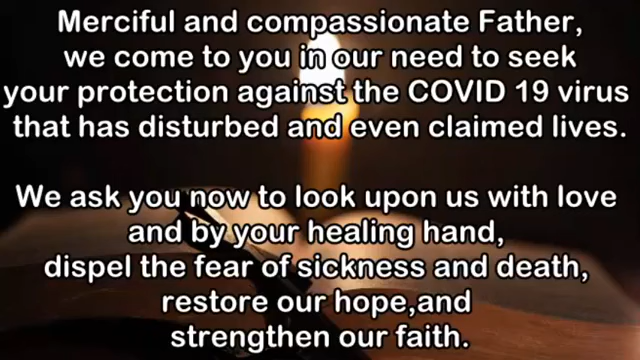 Merciful and compassionate Father,
we come to you in our need to seek
your protection against the COVID 19 virus
that has disturbed and even claimed lives.
We ask you now to look upon us with love
and by your healing hand,
dispel the fear of sickness and death,
restore our hope,and
strengthen our faith.